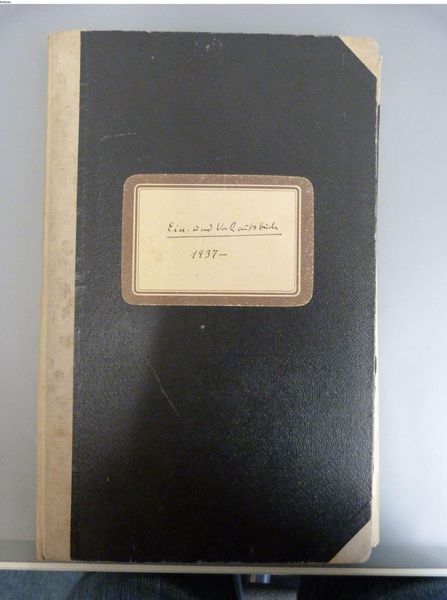 Ein- und Verkaufsbuch
1937—